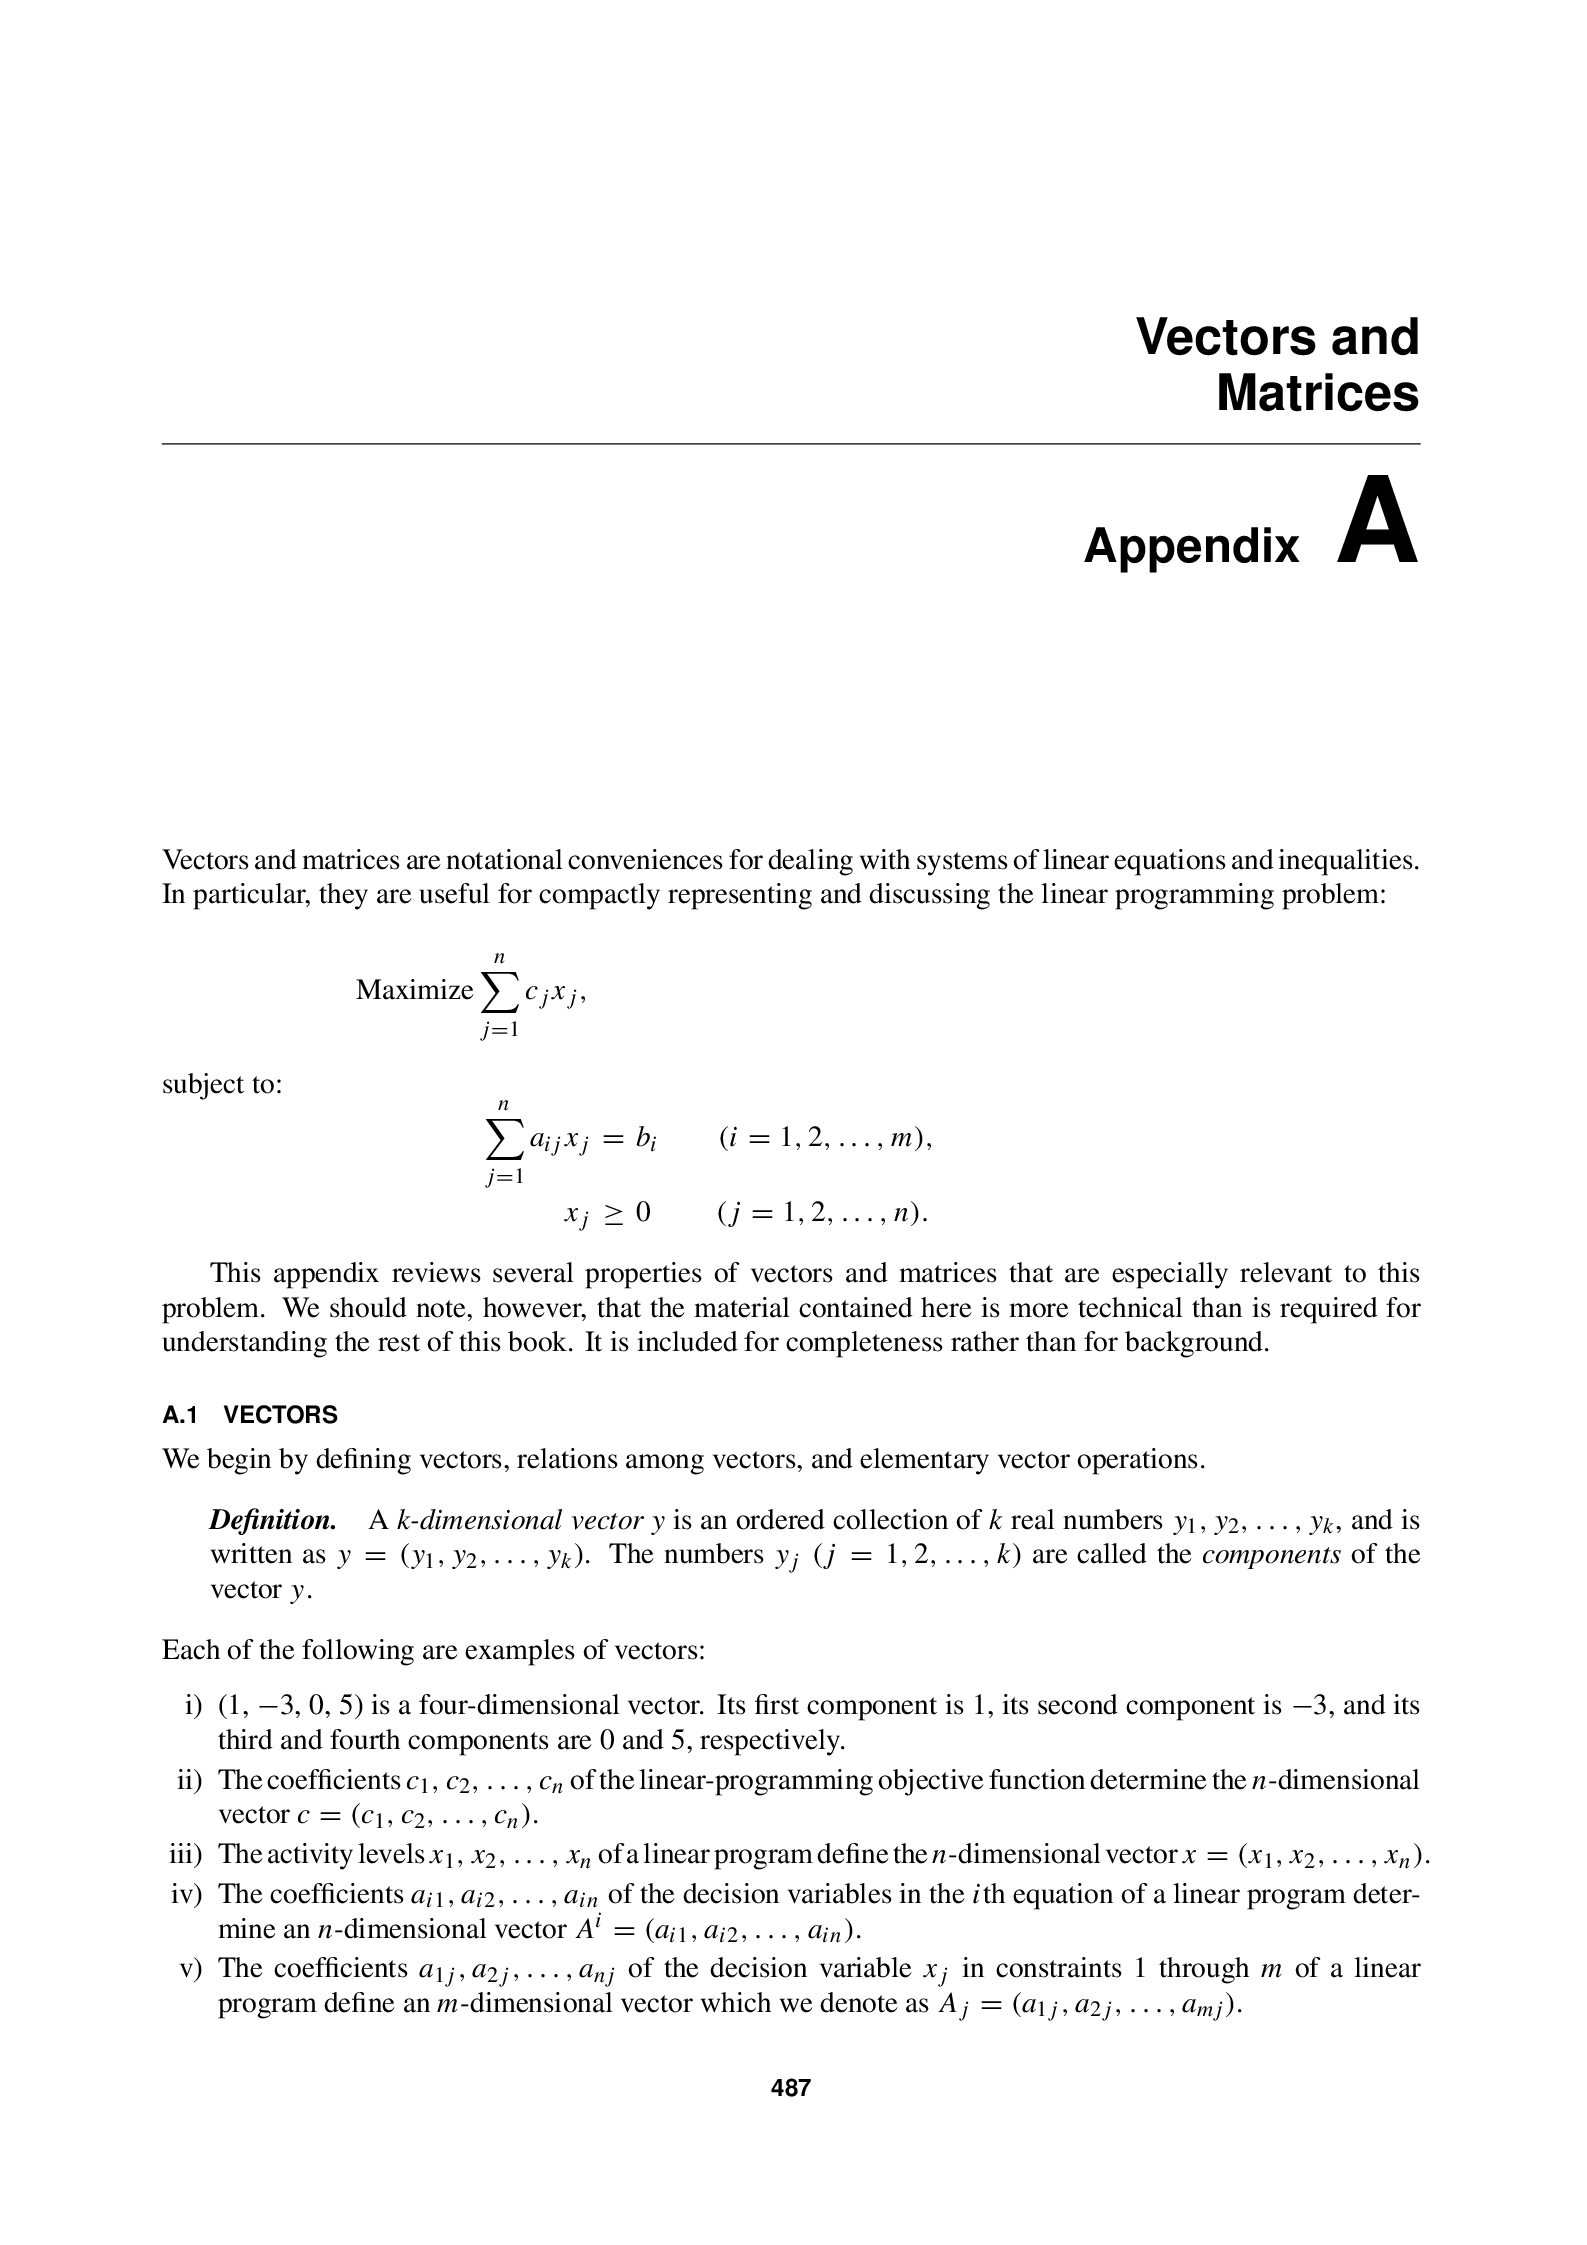 Vectors and
Matrices
Appendix A
Vectors and matrices are notational conveniences for dealing with systems of linear equations and inequalities.
In particular, they are useful for compactly representing and discussing the linear programming problem:
Maximize $\sum_{j=1}^{n} c_j x_j,$
subject to:
$\sum_{j=1}^{n} a_{ij} x_j = b_i \quad (i = 1, 2, \ldots, m),$
$x_j \geq 0 \quad (j = 1, 2, \ldots, n).$
This appendix reviews several properties of vectors and matrices that are especially relevant to this
problem. We should note, however, that the material contained here is more technical than is required for
understanding the rest of this book. It is included for completeness rather than for background.
A.1 VECTORS
We begin by defining vectors, relations among vectors, and elementary vector operations.
Definition. A k-dimensional vector y is an ordered collection of k real numbers $y_1, y_2, \ldots, y_k$, and is
written as $y = (y_1, y_2, \ldots, y_k)$. The numbers $y_j$ $(j = 1, 2, \ldots, k)$ are called the components of the
vector y.
Each of the following are examples of vectors:
i) (1, −3, 0, 5) is a four-dimensional vector. Its first component is 1, its second component is −3, and its
third and fourth components are 0 and 5, respectively.
ii) The coefficients $c_1, c_2, \ldots, c_n$ of the linear-programming objective function determine the n-dimensional
vector $c = (c_1, c_2, \ldots, c_n)$.
iii) The activity levels $x_1, x_2, \ldots, x_n$ of a linear program define the n-dimensional vector $x = (x_1, x_2, \ldots, x_n)$.
iv) The coefficients $a_{i1}, a_{i2}, \ldots, a_{in}$ of the decision variables in the ith equation of a linear program deter-
mine an n-dimensional vector $A^i = (a_{i1}, a_{i2}, \ldots, a_{in})$.
v) The coefficients $a_{1j}, a_{2j}, \ldots, a_{nj}$ of the decision variable $x_j$ in constraints 1 through m of a linear
program define an m-dimensional vector which we denote as $A_j = (a_{1j}, a_{2j}, \ldots, a_{mj})$.
487